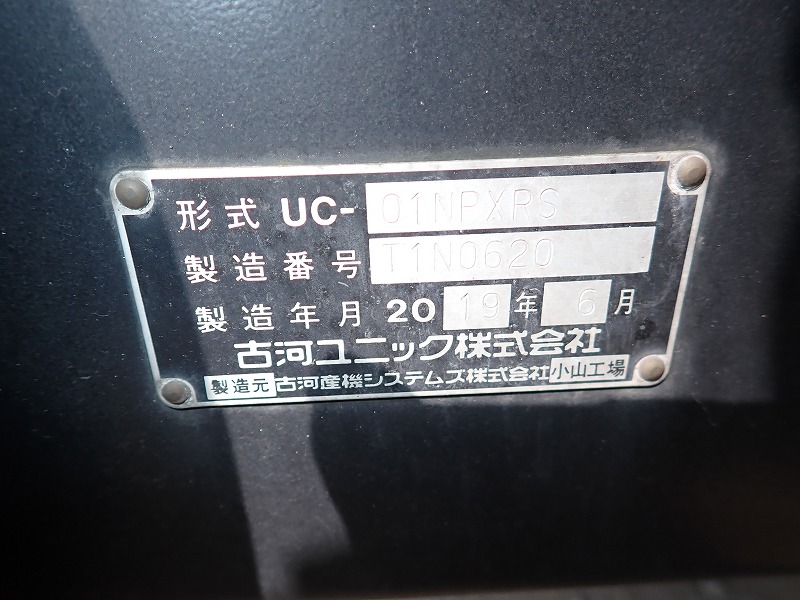 形式 UC-01NPXRS
製造番号 T1N0620
製造年月 2019年6月
古河ユニック株式会社
製造元 古河産機システムズ株式会社 小山工場